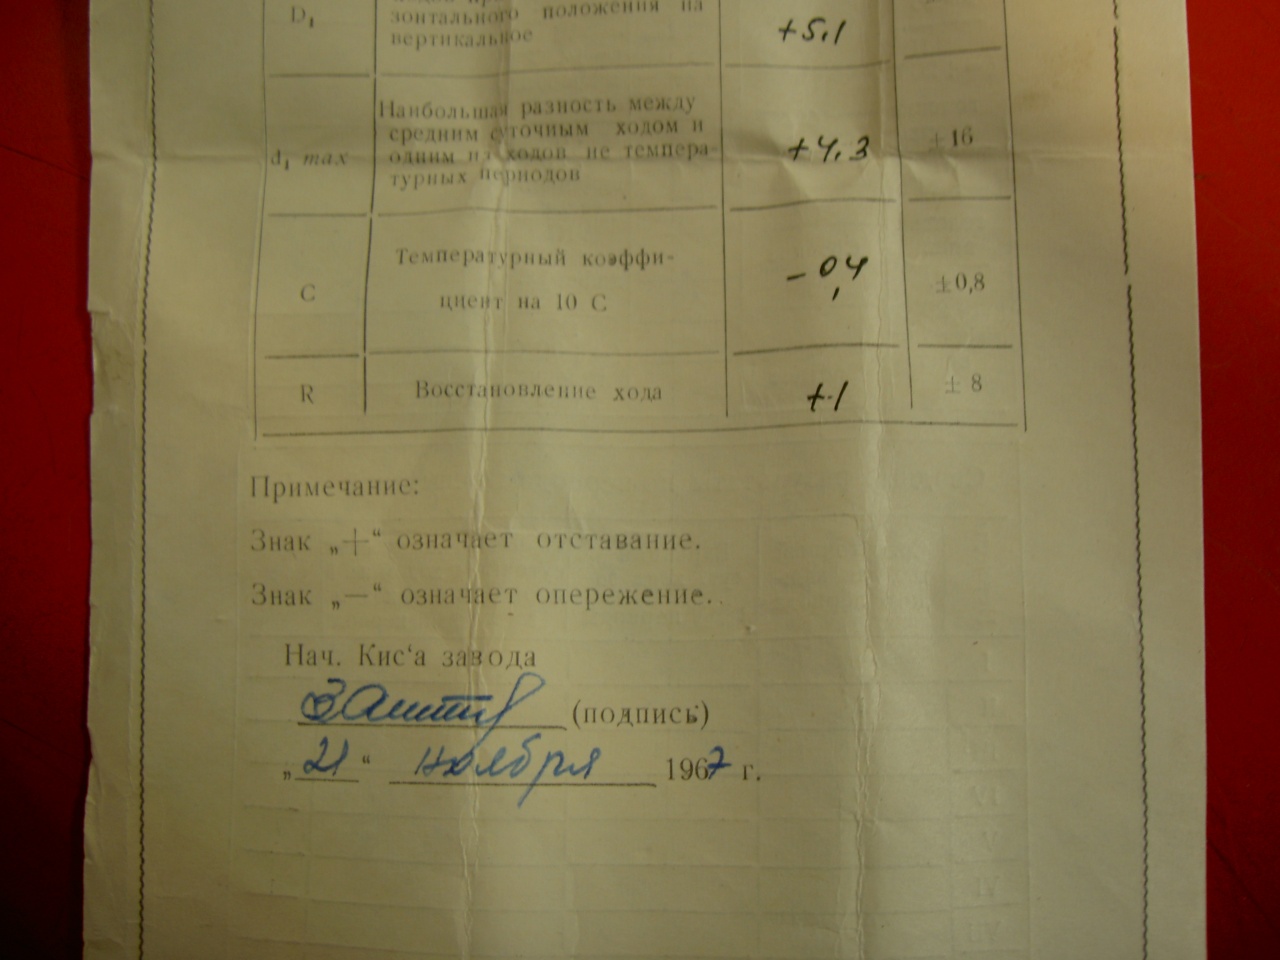 D₁
зонтального положения на
вертикальное
+5,1
d₁ max
Наибольшая разность между
средним суточным ходом и
одним из ходов не темпера-
турных периодов
+4,3
±16
C
Температурный коэффи-
циент на 10 С
-0,4
±0,8
R
Восстановление хода
+1
± 8
Примечание:
Знак „+“ означает отставание.
Знак „—“ означает опережение.
Нач. Кис‘а завода
(подпись)
„21“ ноября 1967 г.